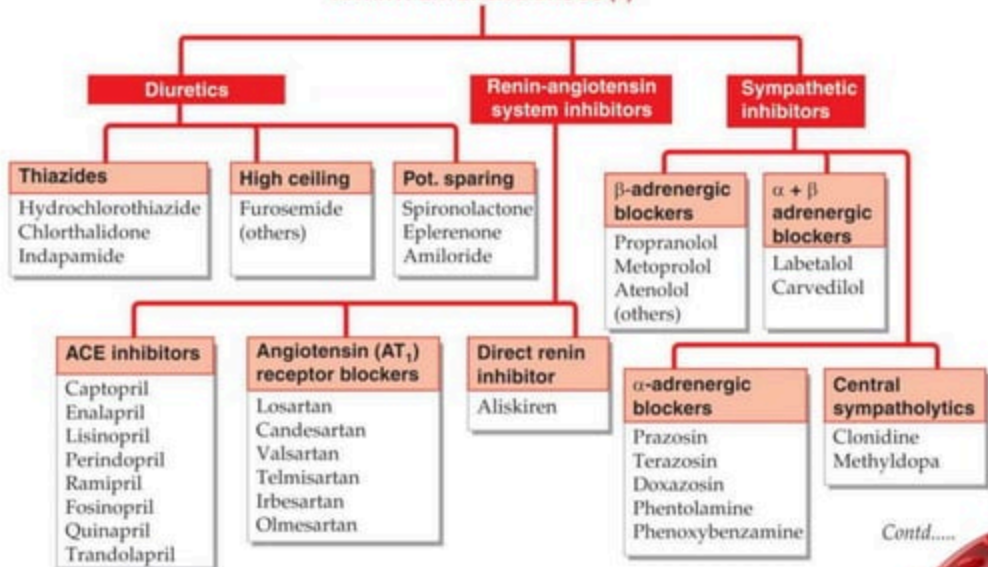 Diuretics
Renin-angiotensin
system inhibitors
Sympathetic
inhibitors
Thiazides
Hydrochlorothiazide
Chlorthalidone
Indapamide
High ceiling
Furosemide
(others)
Pot. sparing
Spironolactone
Eplerenone
Amiloride
β-adrenergic
blockers
Propranolol
Metoprolol
Atenolol
(others)
α + β
adrenergic
blockers
Labetalol
Carvedilol
ACE inhibitors
Captopril
Enalapril
Lisinopril
Perindopril
Ramipril
Fosinopril
Quinapril
Trandolapril
Angiotensin (AT₁)
receptor blockers
Losartan
Candesartan
Valsartan
Telmisartan
Irbesartan
Olmesartan
Direct renin
inhibitor
Aliskiren
α-adrenergic
blockers
Prazosin
Terazosin
Doxazosin
Phentolamine
Phenoxybenzamine
Central
sympatholytics
Clonidine
Methyldopa
Contd.....